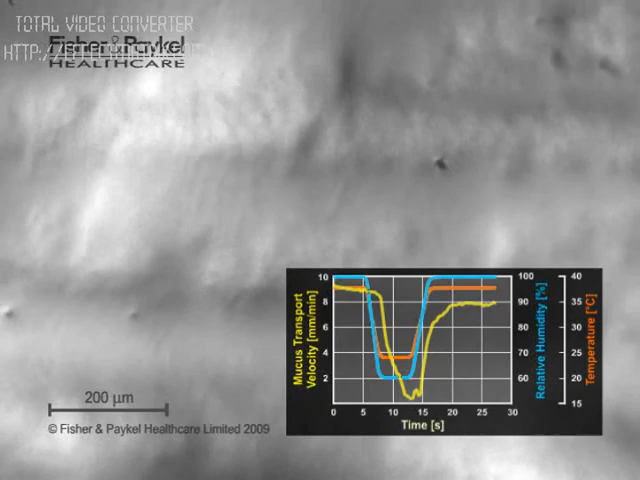 TOTAL VIDEO CONVERTER
Fisher & Paykel
HTTP://
HEALTHCARE
10
8
6
4
2
0
5
10
15
20
25
30
Time [s]
Mucus Transport
Velocity [mm/min]
100
90
80
70
60
Relative Humidity [%]
40
35
30
25
20
15
Temperature [°C]
200 µm
© Fisher & Paykel Healthcare Limited 2009